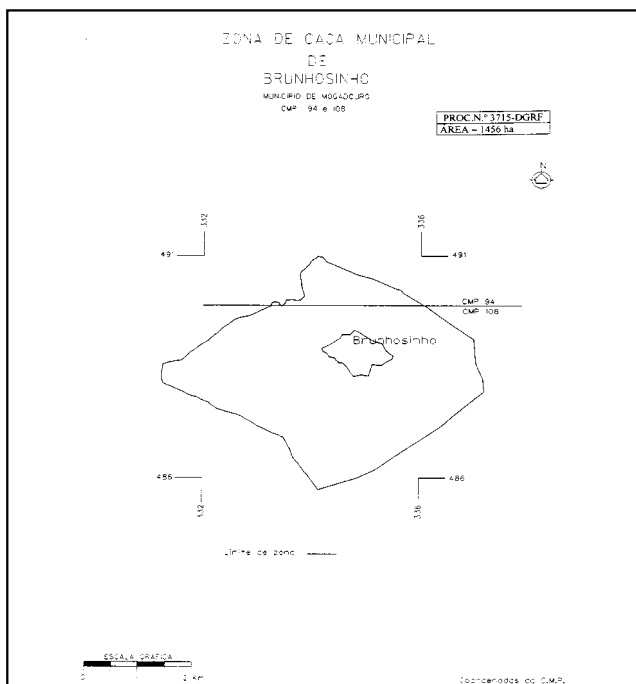 ZONA DE CAÇA MUNICIPAL
DE
BRUNHOSINHO
MUNICIPIO DE MOGADOURO
CMP 94 e 108
PROC.N.º 3715-DGRF
AREA – 1456 ha
N
332
336
491
491
CMP 94
CMP 108
Brunhosinho
486
486
332
336
Limite de zona
ESCALA GRÁFICA
0 1 2 Km
Coordenadas da C.M.P.